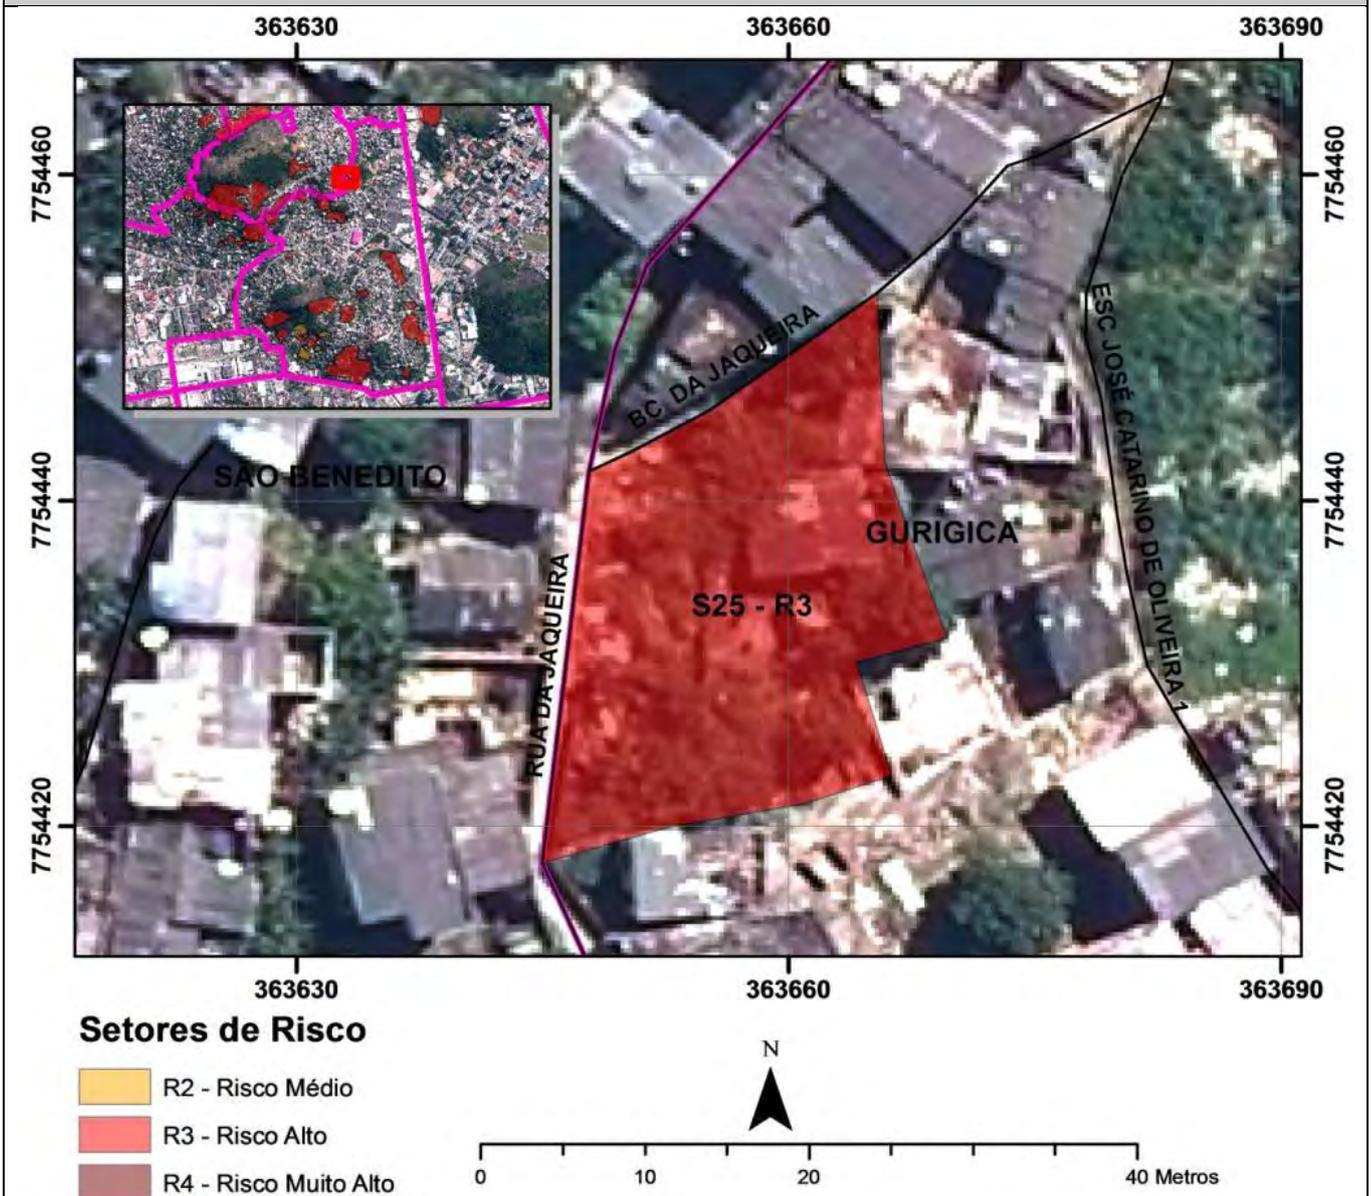 363630 363660 363690
7754460
7754460
BC DA JAQUEIRA
ESC JOSÉ CATARINO DE OLIVEIRA 1
SÃO BENEDITO
7754440
GURIGICA
7754440
RUA DA JAQUEIRA
S25 - R3
7754420
7754420
363630 363660 363690
Setores de Risco
R2 - Risco Médio
R3 - Risco Alto
R4 - Risco Muito Alto
N
0 10 20 40 Metros